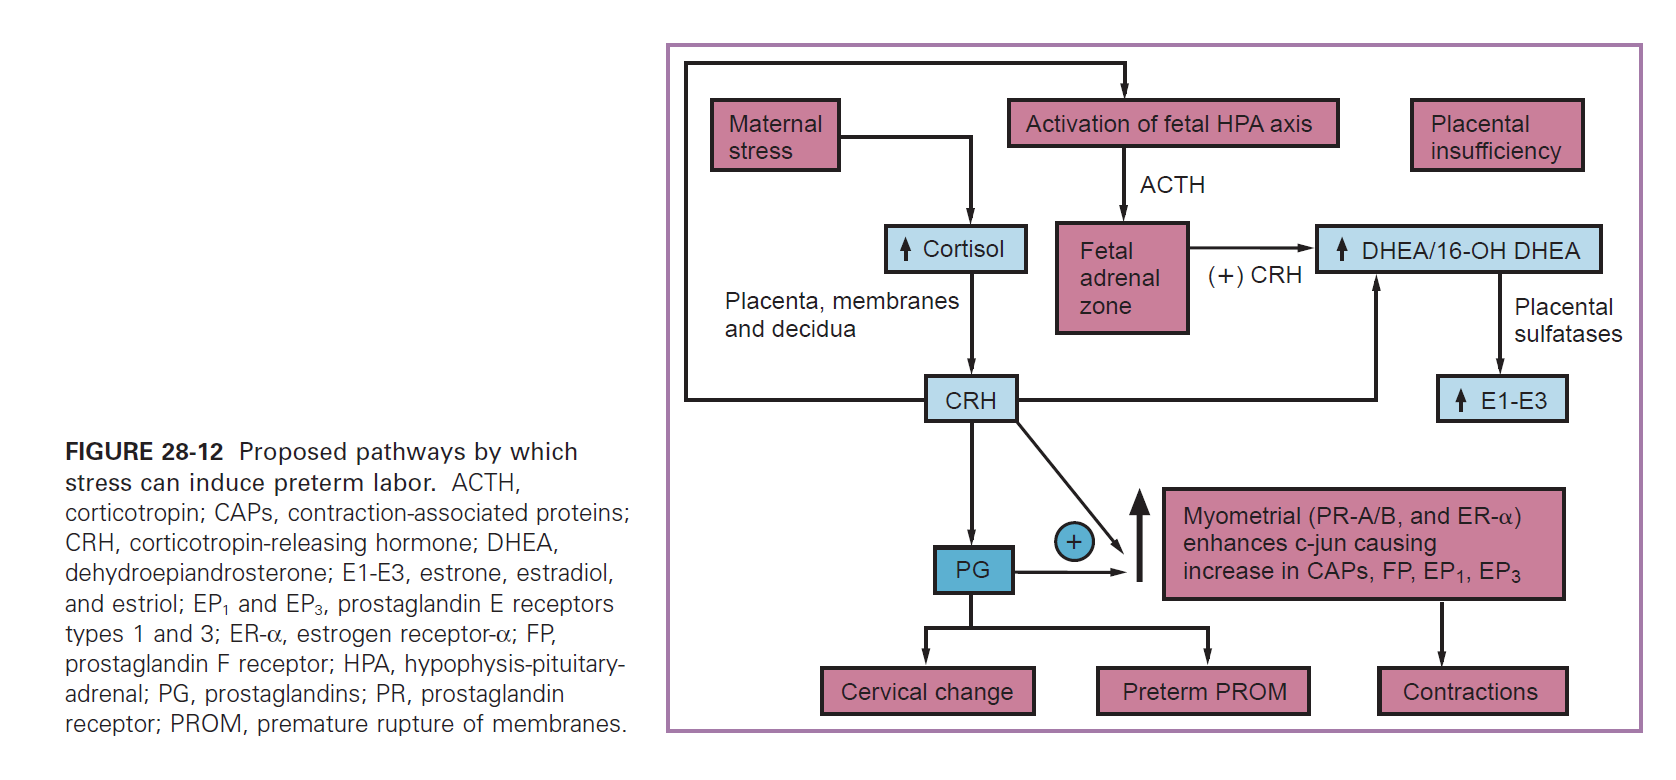 FIGURE 28-12 Proposed pathways by which
stress can induce preterm labor. ACTH,
corticotropin; CAPs, contraction-associated proteins;
CRH, corticotropin-releasing hormone; DHEA,
dehydroepiandrosterone; E1-E3, estrone, estradiol,
and estriol; EP₁ and EP₃, prostaglandin E receptors
types 1 and 3; ER-α, estrogen receptor-α; FP,
prostaglandin F receptor; HPA, hypophysis-pituitary-
adrenal; PG, prostaglandins; PR, prostaglandin
receptor; PROM, premature rupture of membranes.
Maternal
stress
Activation of fetal HPA axis
Placental
insufficiency
ACTH
Cortisol
Fetal
adrenal
zone
(+) CRH
DHEA/16-OH DHEA
Placenta, membranes
and decidua
Placental
sulfatases
CRH
E1-E3
PG
+
Myometrial (PR-A/B, and ER-α)
enhances c-jun causing
increase in CAPs, FP, EP₁, EP₃
Cervical change
Preterm PROM
Contractions